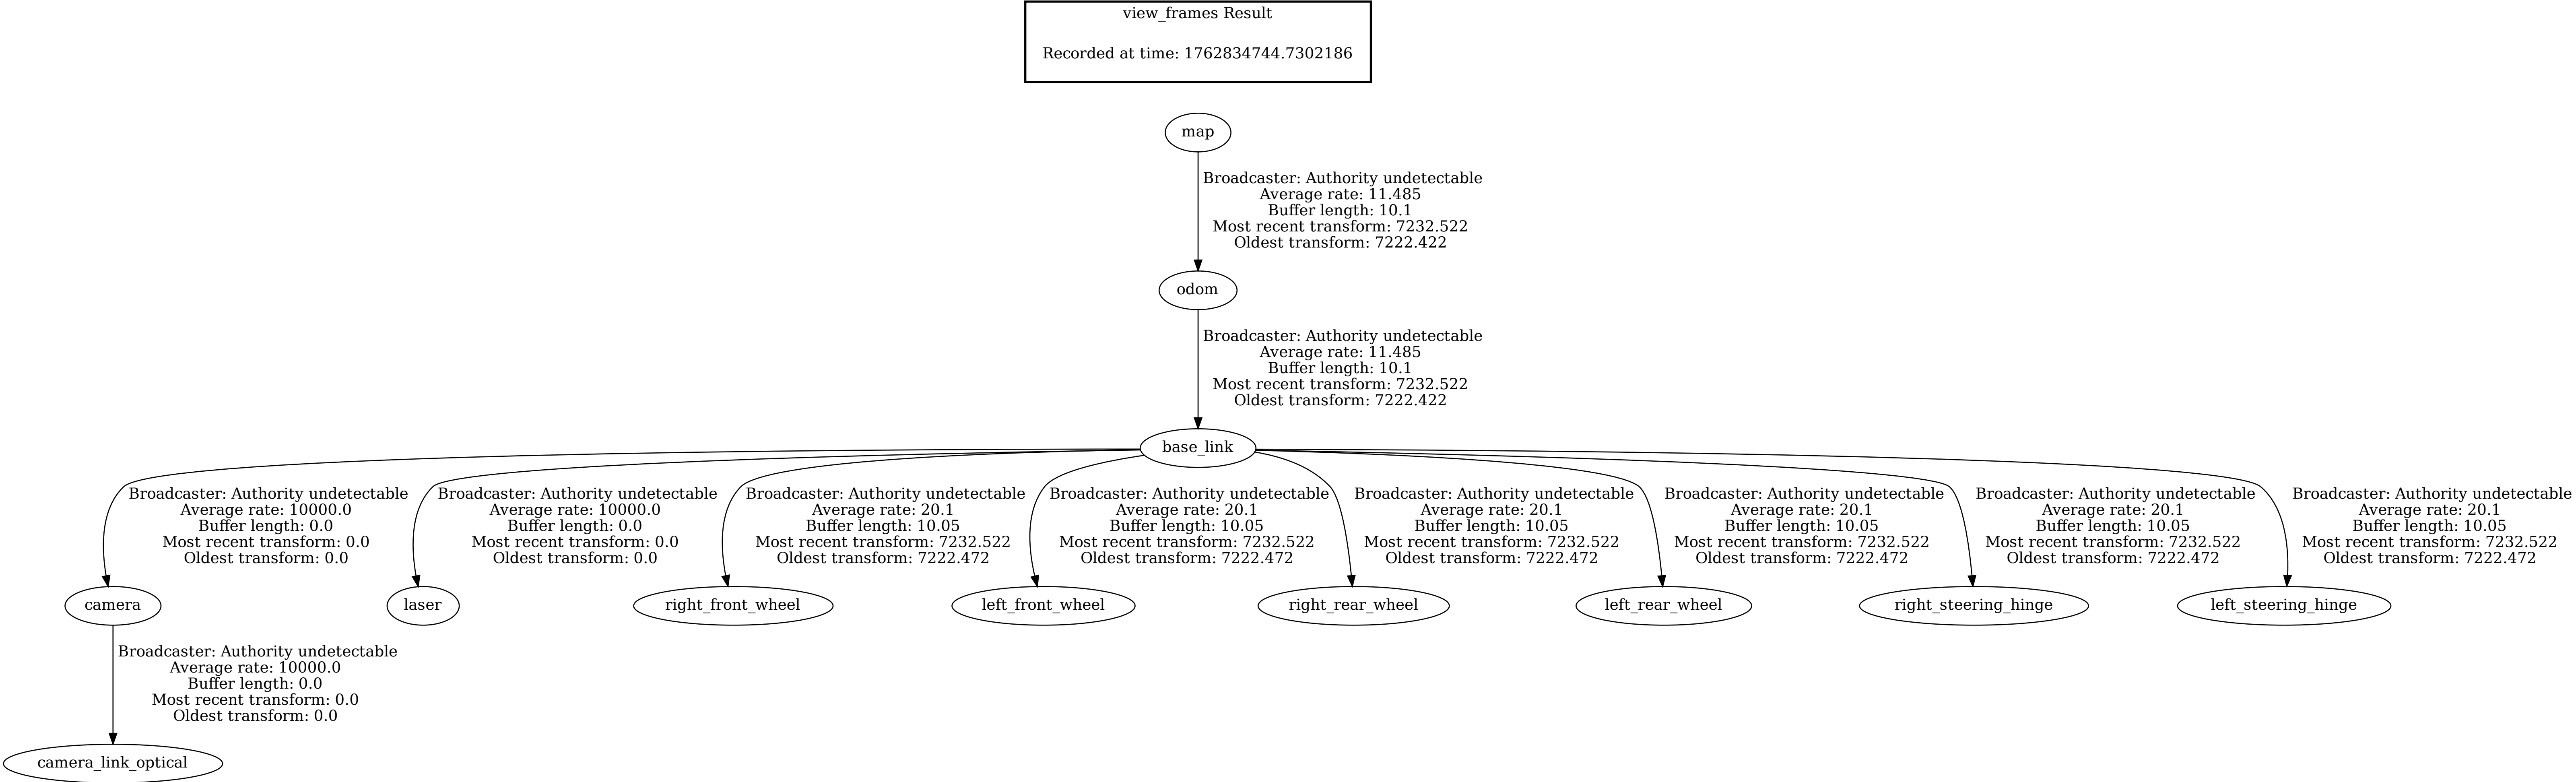 view_frames Result
Recorded at time: 1762834744.7302186
map
Broadcaster: Authority undetectable
Average rate: 11.485
Buffer length: 10.1
Most recent transform: 7232.522
Oldest transform: 7222.422
odom
Broadcaster: Authority undetectable
Average rate: 11.485
Buffer length: 10.1
Most recent transform: 7232.522
Oldest transform: 7222.422
base_link
Broadcaster: Authority undetectable
Average rate: 10000.0
Buffer length: 0.0
Most recent transform: 0.0
Oldest transform: 0.0
Broadcaster: Authority undetectable
Average rate: 10000.0
Buffer length: 0.0
Most recent transform: 0.0
Oldest transform: 0.0
Broadcaster: Authority undetectable
Average rate: 20.1
Buffer length: 10.05
Most recent transform: 7232.522
Oldest transform: 7222.472
Broadcaster: Authority undetectable
Average rate: 20.1
Buffer length: 10.05
Most recent transform: 7232.522
Oldest transform: 7222.472
Broadcaster: Authority undetectable
Average rate: 20.1
Buffer length: 10.05
Most recent transform: 7232.522
Oldest transform: 7222.472
Broadcaster: Authority undetectable
Average rate: 20.1
Buffer length: 10.05
Most recent transform: 7232.522
Oldest transform: 7222.472
Broadcaster: Authority undetectable
Average rate: 20.1
Buffer length: 10.05
Most recent transform: 7232.522
Oldest transform: 7222.472
Broadcaster: Authority undetectable
Average rate: 20.1
Buffer length: 10.05
Most recent transform: 7232.522
Oldest transform: 7222.472
camera
laser
right_front_wheel
left_front_wheel
right_rear_wheel
left_rear_wheel
right_steering_hinge
left_steering_hinge
Broadcaster: Authority undetectable
Average rate: 10000.0
Buffer length: 0.0
Most recent transform: 0.0
Oldest transform: 0.0
camera_link_optical